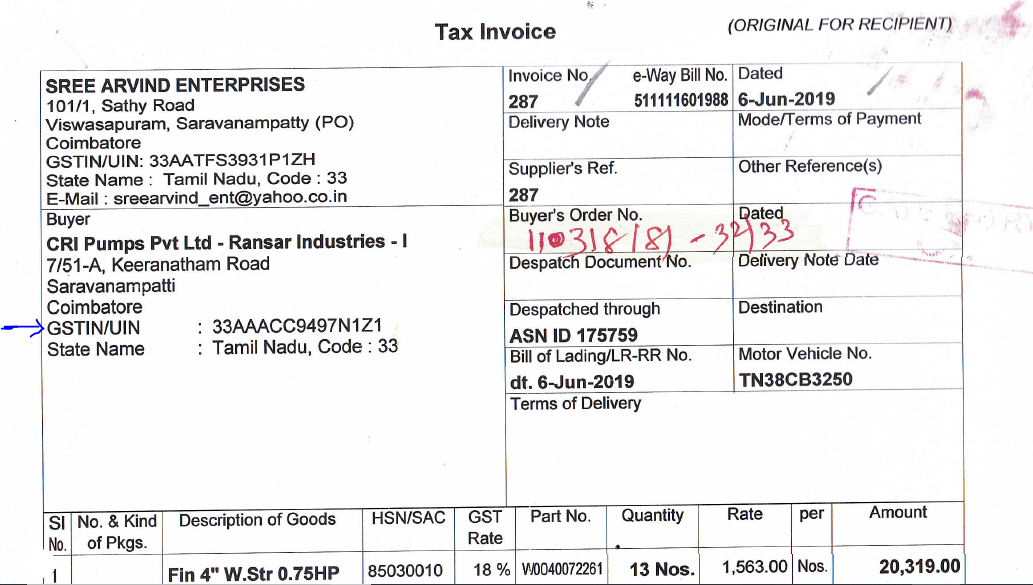 Tax Invoice
(ORIGINAL FOR RECIPIENT)
SREE ARVIND ENTERPRISES
101/1, Sathy Road
Viswasapuram, Saravanampatty (PO)
Coimbatore
GSTIN/UIN: 33AATFS3931P1ZH
State Name : Tamil Nadu, Code : 33
E-Mail : sreearvind_ent@yahoo.co.in
Buyer
CRI Pumps Pvt Ltd - Ransar Industries - I
7/51-A, Keeranatham Road
Saravanampatti
Coimbatore
GSTIN/UIN : 33AAACC9497N1Z1
State Name : Tamil Nadu, Code : 33
Invoice No. e-Way Bill No. Dated
287 511111601988 6-Jun-2019
Delivery Note Mode/Terms of Payment
Supplier's Ref. Other Reference(s)
287
Buyer's Order No. Dated
Despatch Document No. Delivery Note Date
Despatched through Destination
ASN ID 175759
Bill of Lading/LR-RR No. Motor Vehicle No.
dt. 6-Jun-2019 TN38CB3250
Terms of Delivery
SI No. & Kind Description of Goods HSN/SAC GST Part No. Quantity Rate per Amount
No. of Pkgs. Rate
1 Fin 4" W.Str 0.75HP 85030010 18 % W0040072261 13 Nos. 1,563.00 Nos. 20,319.00